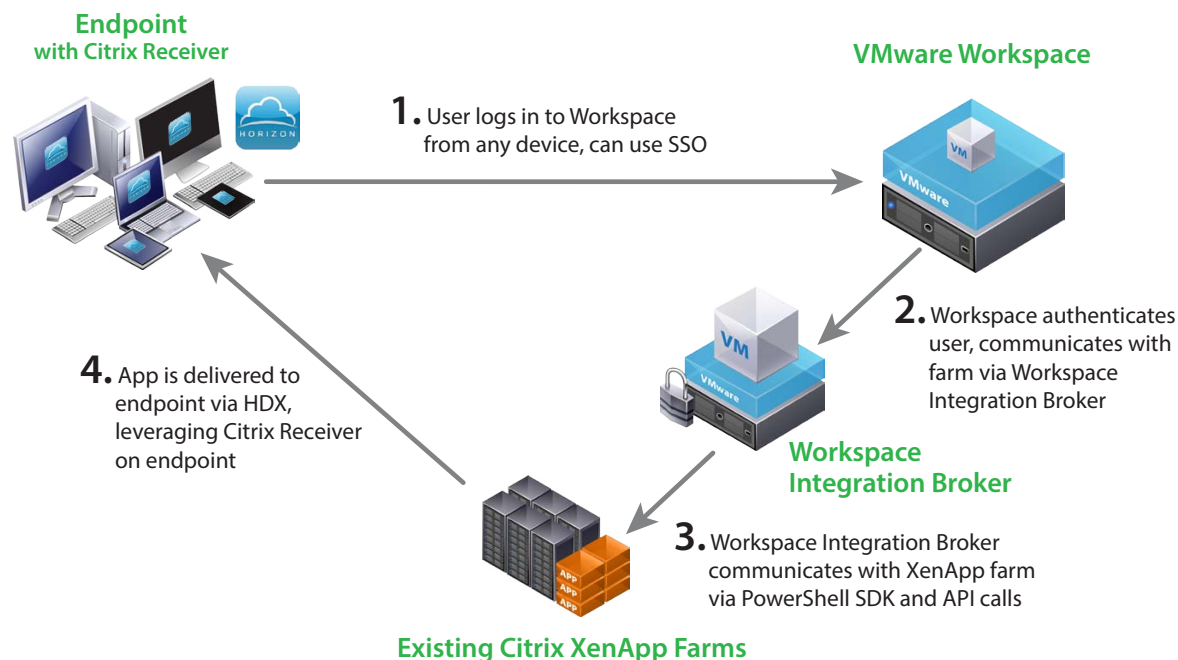 Endpoint
with Citrix Receiver
VMware Workspace
HORIZON
1. User logs in to Workspace
from any device, can use SSO
VM
VMware
2. Workspace authenticates
user, communicates with
farm via Workspace
Integration Broker
VM
VMware
4. App is delivered to
endpoint via HDX,
leveraging Citrix Receiver
on endpoint
Workspace
Integration Broker
3. Workspace Integration Broker
communicates with XenApp farm
via PowerShell SDK and API calls
APP
APP
APP
Existing Citrix XenApp Farms